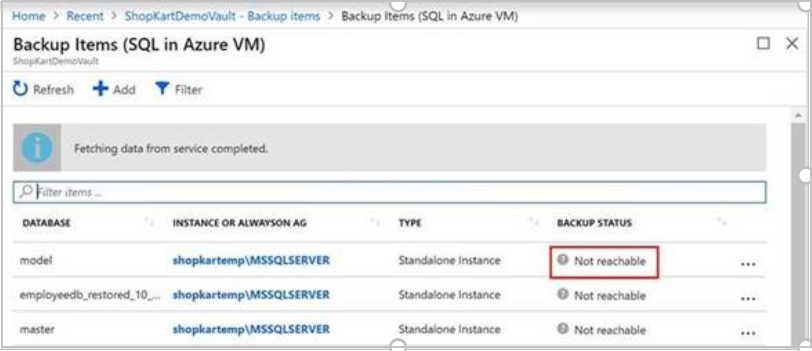 Home > Recent > ShopKartDemoVault - Backup items > Backup Items (SQL in Azure VM)
Backup Items (SQL in Azure VM)
ShopKartDemoVault
Refresh Add Filter
Fetching data from service completed.
Filter items ...
DATABASE INSTANCE OR ALWAYSON AG TYPE BACKUP STATUS
model shopkartemp\MSSQLSERVER Standalone Instance Not reachable ...
employeedb_restored_10_... shopkartemp\MSSQLSERVER Standalone Instance Not reachable ...
master shopkartemp\MSSQLSERVER Standalone Instance Not reachable ...